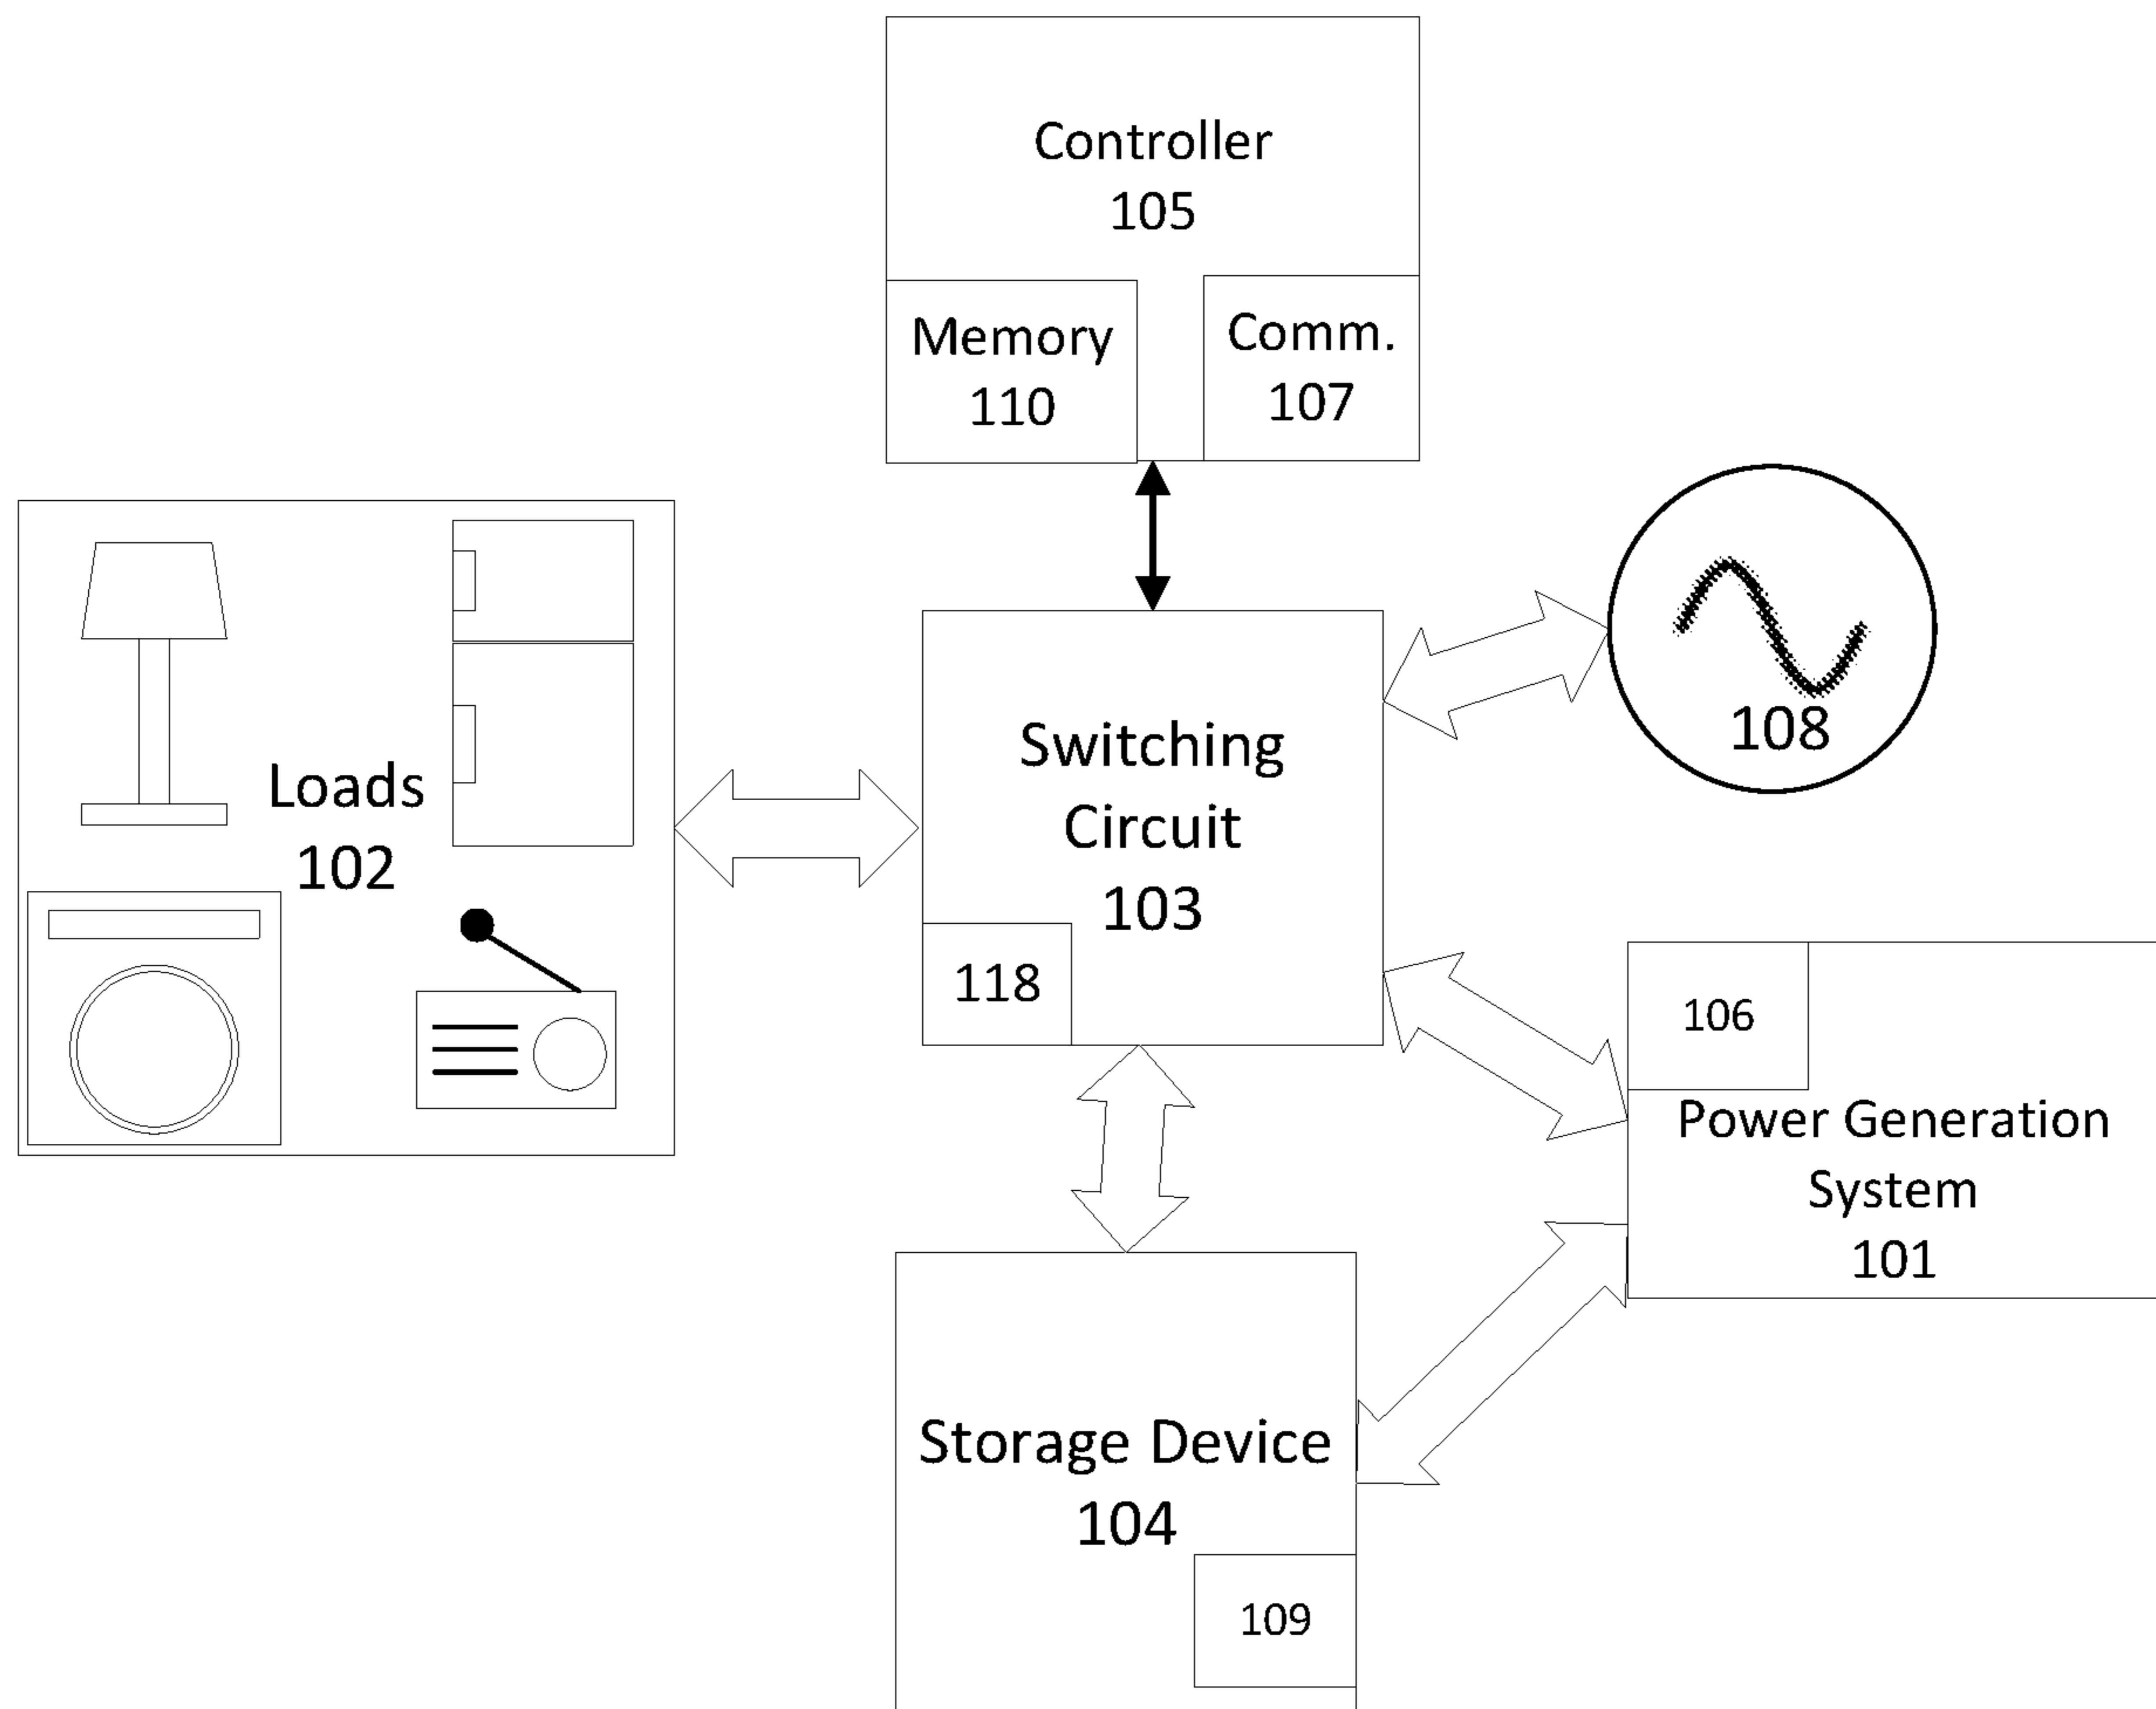 Controller
105
Memory
110
Comm.
107
Loads
102
Switching
Circuit
103
118
108
106
Power Generation
System
101
Storage Device
104
109